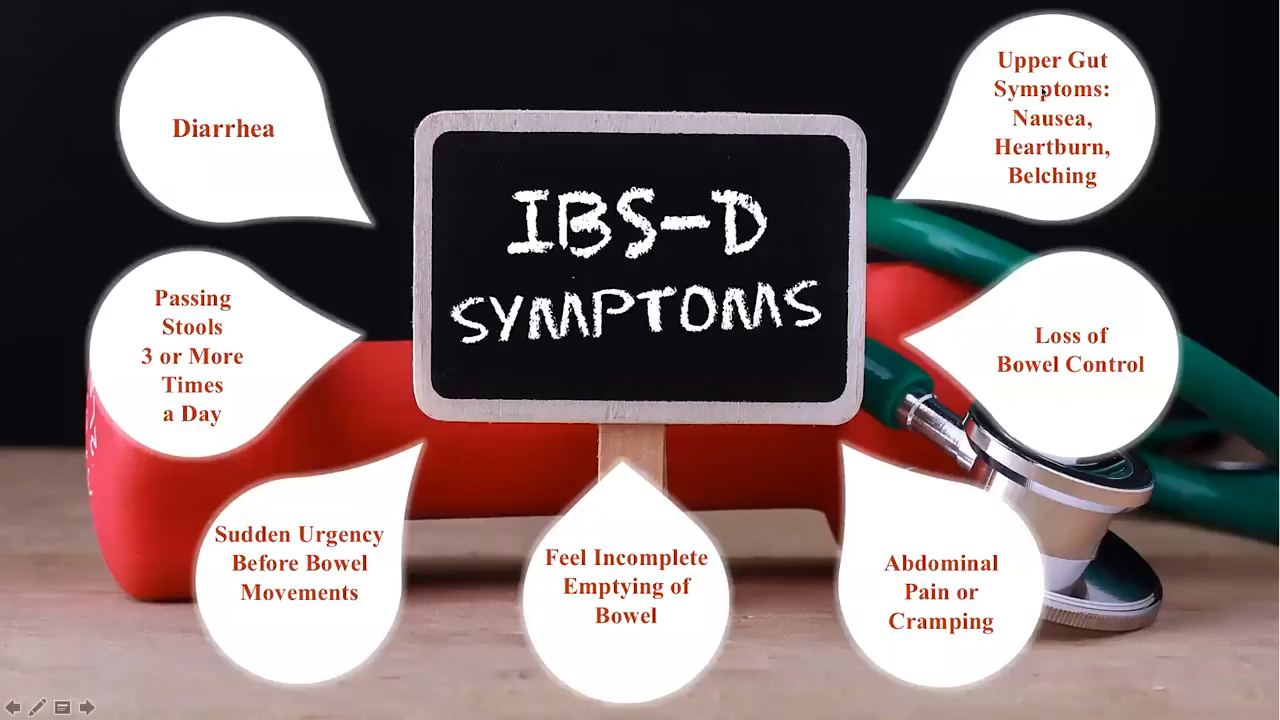 IBS-D
SYMPTOMS
Diarrhea
Passing
Stools
3 or More
Times
a Day
Sudden Urgency
Before Bowel
Movements
Feel Incomplete
Emptying of
Bowel
Abdominal
Pain or
Cramping
Loss of
Bowel Control
Upper Gut
Symptoms:
Nausea,
Heartburn,
Belching